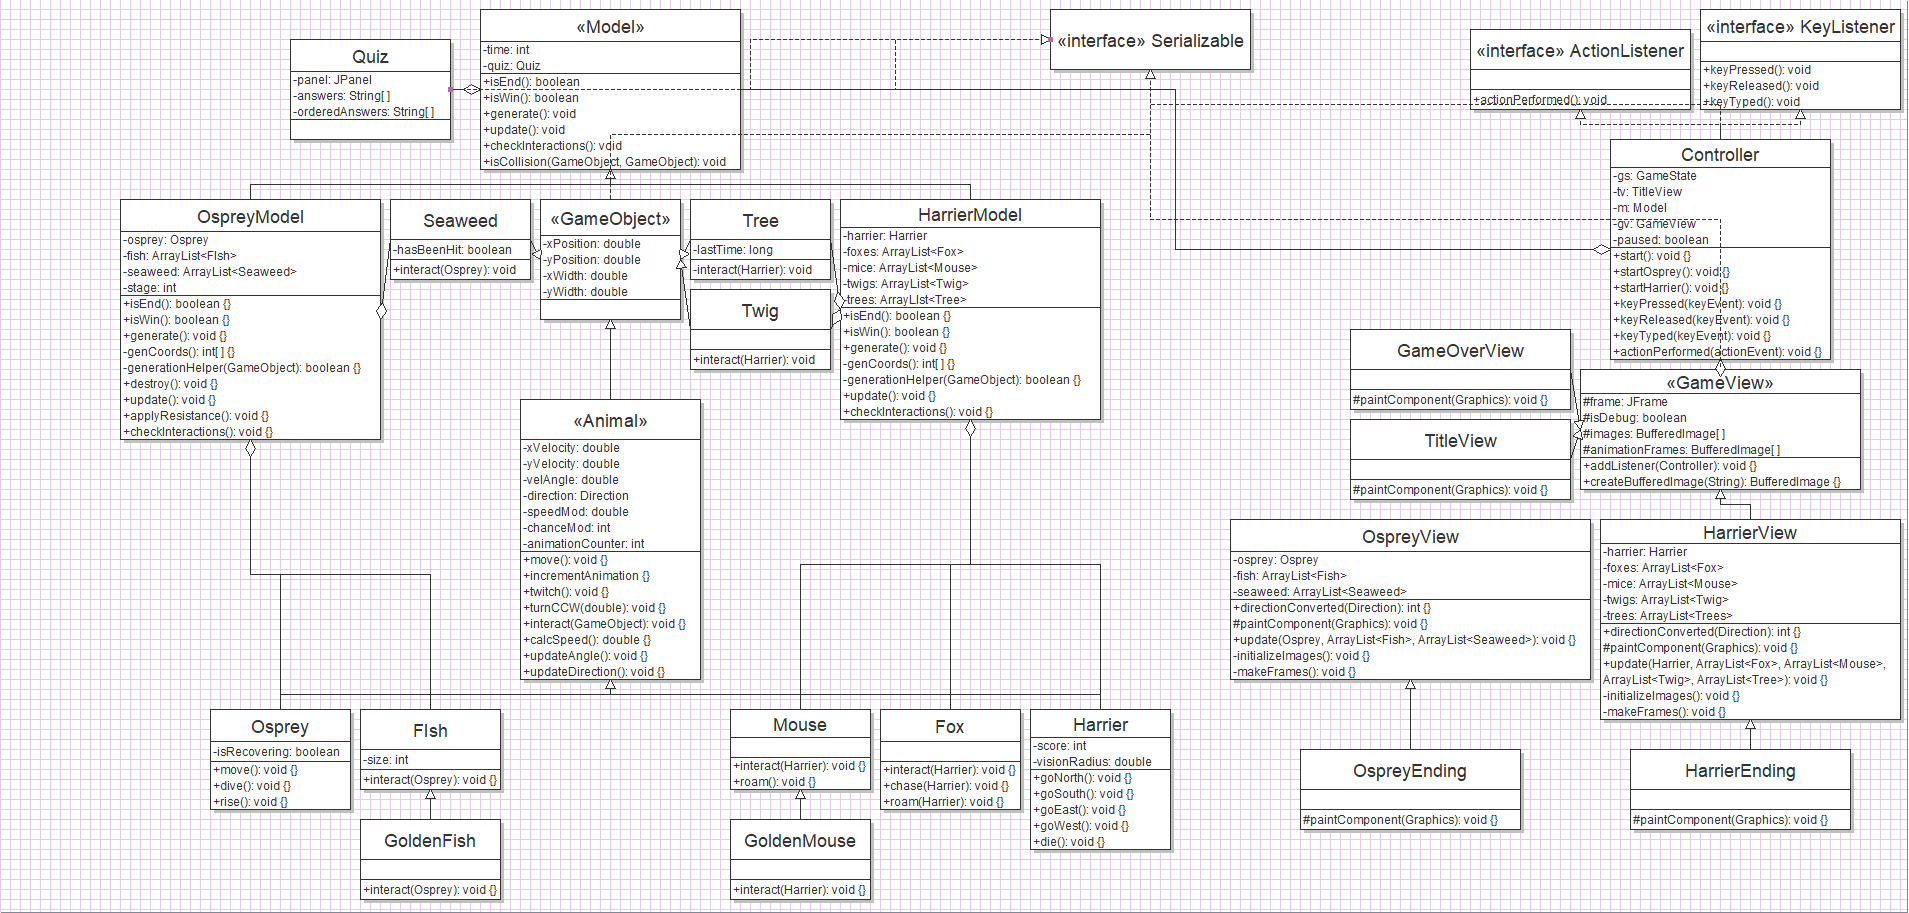 Quiz
-panel: JPanel
-answers: String[ ]
-orderedAnswers: String[ ]
«Model»
-time: int
-quiz: Quiz
+isEnd(): boolean
+isWin(): boolean
+generate(): void
+update(): void
+checkInteractions(): void
+isCollision(GameObject, GameObject): void
«interface» Serializable
«interface» ActionListener
+actionPerformed(): void
«interface» KeyListener
+keyPressed(): void
+keyReleased(): void
+keyTyped(): void
Controller
-gs: GameState
-tv: TitleView
-m: Model
-gv: GameView
-paused: boolean
+start(): void {}
+startOsprey(): void{}
+startHarrier(): void{}
+keyPressed(keyEvent): void {}
+keyReleased(keyEvent): void {}
+keyTyped(keyEvent): void {}
+actionPerformed(actionEvent): void {}
OspreyModel
-osprey: Osprey
-fish: ArrayList<FIsh>
-seaweed: ArrayList<Seaweed>
-stage: int
+isEnd(): boolean {}
+isWin(): boolean {}
+generate(): void {}
-genCoords(): int[ ] {}
-generationHelper(GameObject): boolean {}
+destroy(): void {}
+update(): void {}
+applyResistance(): void {}
+checkInteractions(): void {}
Seaweed
-hasBeenHit: boolean
+interact(Osprey): void
«GameObject»
-xPosition: double
-yPosition: double
-xWidth: double
-yWidth: double
Tree
-lastTime: long
-interact(Harrier): void
Twig
+interact(Harrier): void
HarrierModel
-harrier: Harrier
-foxes: ArrayList<Fox>
-mice: ArrayList<Mouse>
-twigs: ArrayList<Twig>
-trees: ArrayLIst<Tree>
+isEnd(): boolean {}
+isWin(): boolean {}
+generate(): void {}
-genCoords(): int[ ] {}
-generationHelper(GameObject): boolean {}
+update(): void {}
+checkInteractions(): void {}
GameOverView
#paintComponent(Graphics): void {}
TitleView
#paintComponent(Graphics): void {}
«GameView»
#frame: JFrame
#isDebug: boolean
#images: BufferedImage[ ]
#animationFrames: BufferedImage[ ]
+addListener(Controller): void {}
+createBufferedImage(String): BufferedImage {}
«Animal»
-xVelocity: double
-yVelocity: double
-velAngle: double
-direction: Direction
-speedMod: double
-chanceMod: int
-animationCounter: int
+move(): void {}
+incrementAnimation {}
+twitch(): void {}
+turnCCW(double): void {}
+interact(GameObject): void {}
+calcSpeed(): double {}
+updateAngle(): void {}
+updateDirection(): void {}
OspreyView
-osprey: Osprey
-fish: ArrayList<Fish>
-seaweed: ArrayList<Seaweed>
+directionConverted(Direction): int {}
#paintComponent(Graphics): void {}
+update(Osprey, ArrayList<Fish>, ArrayList<Seaweed>): void {}
-initializeImages(): void {}
-makeFrames(): void {}
HarrierView
-harrier: Harrier
-foxes: ArrayList<Fox>
-mice: ArrayList<Mouse>
-twigs: ArrayList<Twig>
-trees: ArrayList<Trees>
+directionConverted(Direction): int {}
#paintComponent(Graphics): void {}
+update(Harrier, ArrayList<Fox>, ArrayList<Mouse>,
ArrayList<Twig>, ArrayList<Tree>): void {}
-initializeImages(): void {}
-makeFrames(): void {}
Osprey
-isRecovering: boolean
+move(): void {}
+dive(): void {}
+rise(): void {}
FIsh
-size: int
+interact(Osprey): void {}
Mouse
+interact(Harrier): void {}
+roam(): void {}
Fox
+interact(Harrier): void {}
+chase(Harrier): void {}
+roam(Harrier): void {}
Harrier
-score: int
-visionRadius: double
+goNorth(): void {}
+goSouth(): void {}
+goEast(): void {}
+goWest(): void {}
+die(): void {}
OspreyEnding
#paintComponent(Graphics): void {}
HarrierEnding
#paintComponent(Graphics): void {}
GoldenFish
+interact(Osprey): void {}
GoldenMouse
+interact(Harrier): void {}